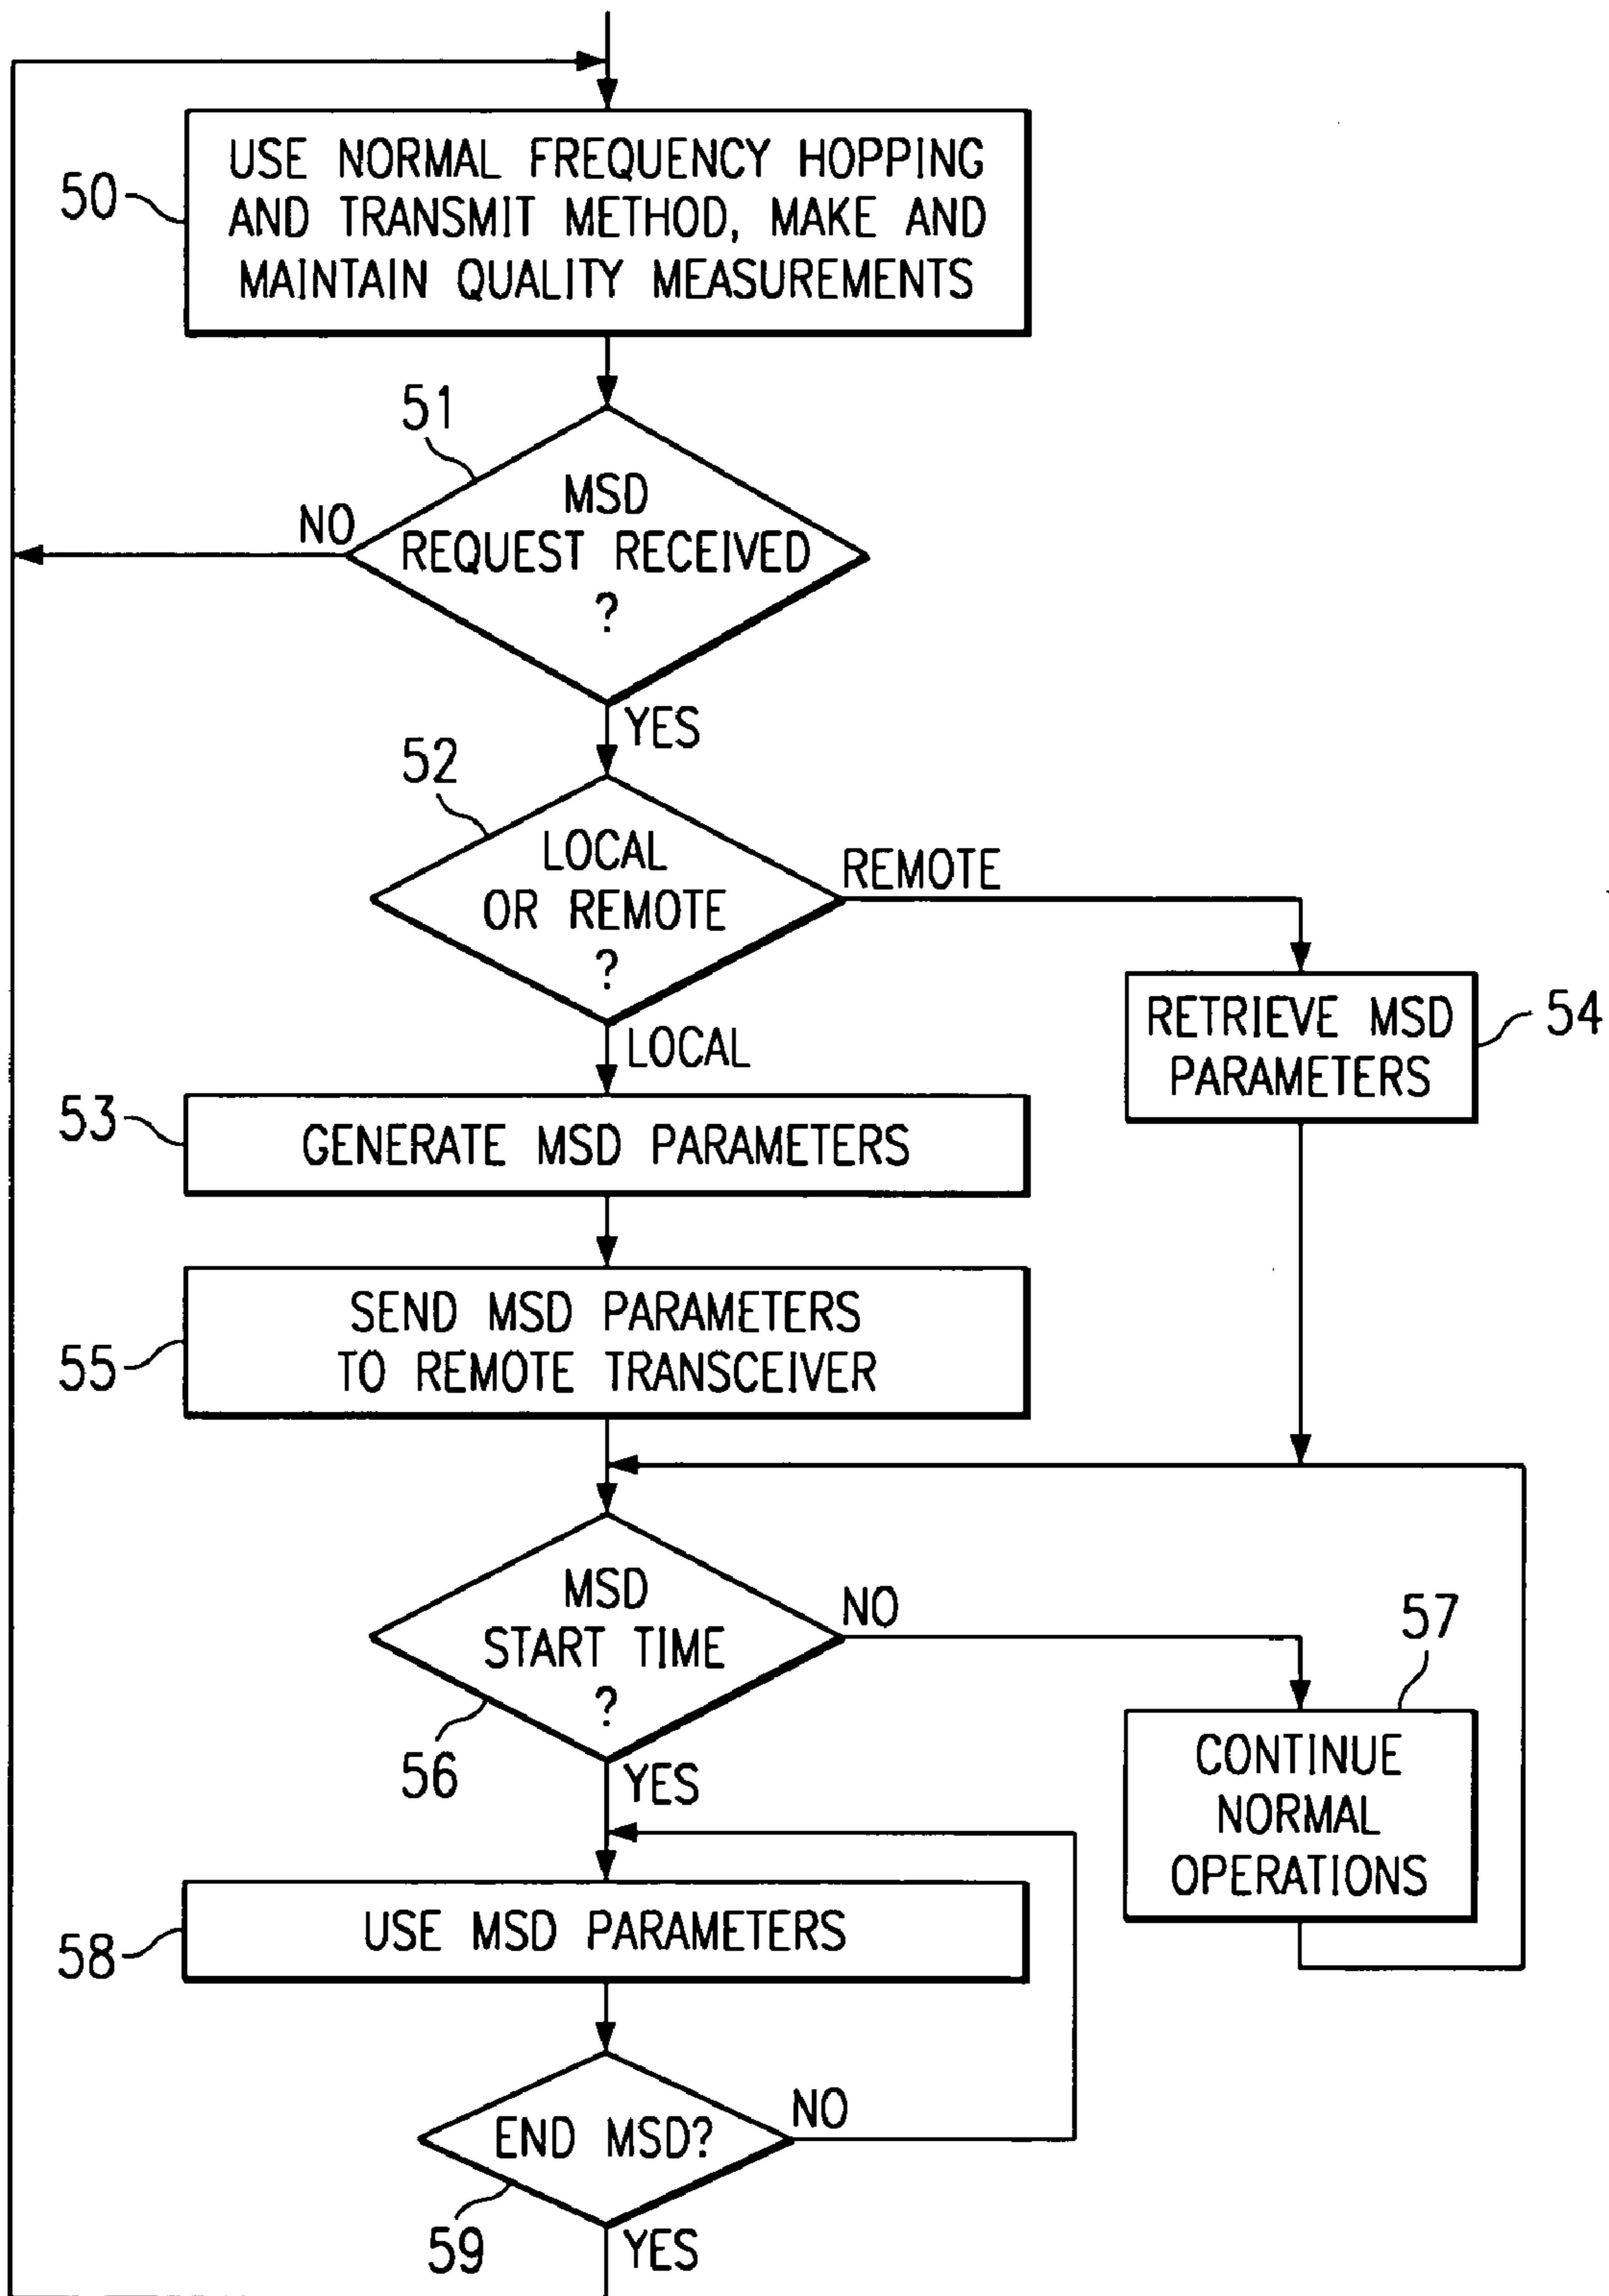 50
USE NORMAL FREQUENCY HOPPING
AND TRANSMIT METHOD, MAKE AND
MAINTAIN QUALITY MEASUREMENTS
51
MSD
REQUEST RECEIVED
?
NO
YES
52
LOCAL
OR REMOTE
?
REMOTE
LOCAL
RETRIEVE MSD
PARAMETERS
54
53
GENERATE MSD PARAMETERS
55
SEND MSD PARAMETERS
TO REMOTE TRANSCEIVER
MSD
START TIME
?
NO
56
YES
57
CONTINUE
NORMAL
OPERATIONS
58
USE MSD PARAMETERS
END MSD?
NO
59
YES